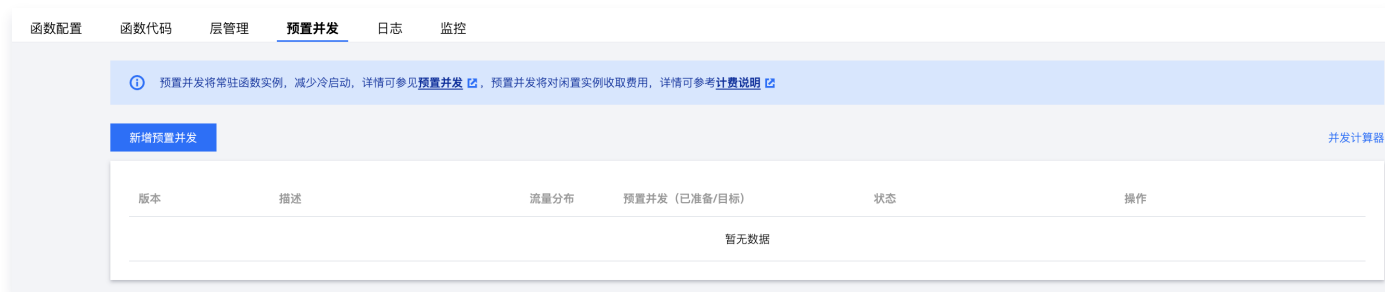 函数配置 函数代码 层管理 预置并发 日志 监控
预置并发将常驻函数实例，减少冷启动，详情可参见预置并发，预置并发将对闲置实例收取费用，详情可参考计费说明
新增预置并发 并发计算器
版本 描述 流量分布 预置并发（已准备/目标） 状态 操作
暂无数据